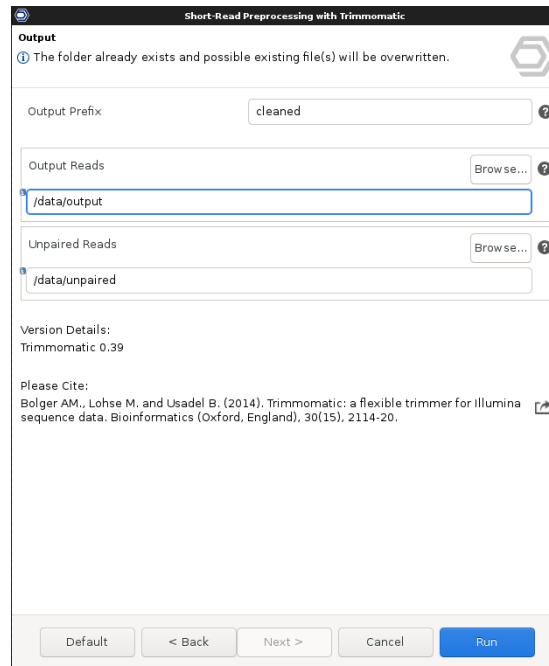 Short-Read Preprocessing with Trimmomatic
Output
The folder already exists and possible existing file(s) will be overwritten.
Output Prefix
cleaned
Output Reads
Browse...
/data/output
Unpaired Reads
Browse...
/data/unpaired
Version Details:
Trimmomatic 0.39
Please Cite:
Bolger AM., Lohse M. and Usadel B. (2014). Trimmomatic: a flexible trimmer for Illumina
sequence data. Bioinformatics (Oxford, England), 30(15), 2114-20.
Default
< Back
Next >
Cancel
Run